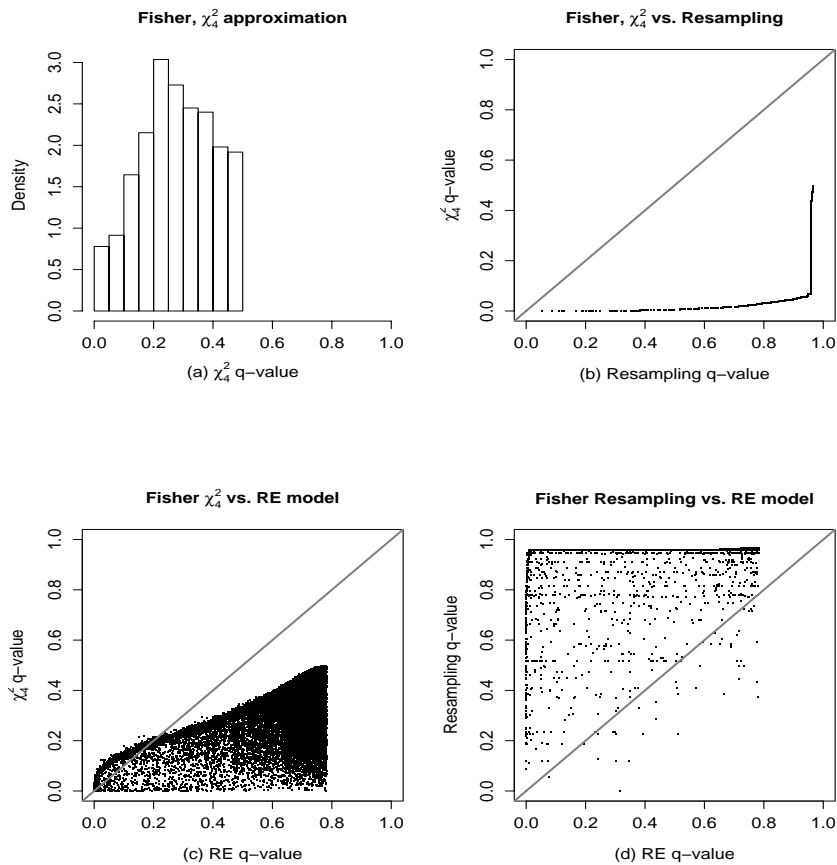 Fisher, χ²₄ approximation
Density
0.0 0.5 1.0 1.5 2.0 2.5 3.0
0.0 0.2 0.4 0.6 0.8 1.0
(a) χ²₄ q−value
Fisher, χ²₄ vs. Resampling
χ²₄ q−value
0.0 0.2 0.4 0.6 0.8 1.0
0.0 0.2 0.4 0.6 0.8 1.0
(b) Resampling q−value
Fisher χ²₄ vs. RE model
χ²₄ q−value
0.0 0.2 0.4 0.6 0.8 1.0
0.0 0.2 0.4 0.6 0.8 1.0
(c) RE q−value
Fisher Resampling vs. RE model
Resampling q−value
0.0 0.2 0.4 0.6 0.8 1.0
0.0 0.2 0.4 0.6 0.8 1.0
(d) RE q−value